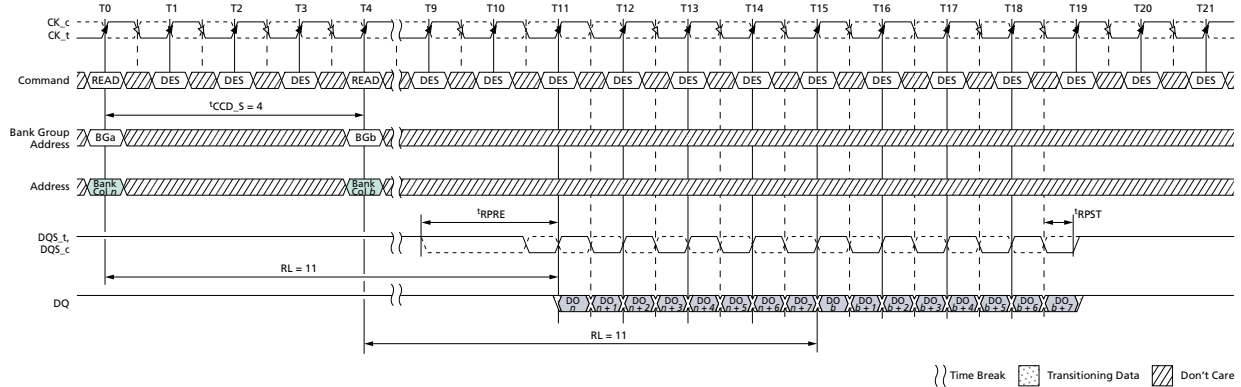 T0 T1 T2 T3 T4 T9 T10 T11 T12 T13 T14 T15 T16 T17 T18 T19 T20 T21
CK_c
CK_t
Command READ DES DES DES READ DES DES DES DES DES DES DES DES DES DES DES DES DES
tCCD_S = 4
Bank Group
Address
BGa BGb
Address
Bank
Col n
Bank
Col b
tRPRE tRPST
DQS_t,
DQS_c
RL = 11
DQ
DO
n
DO
n + 1
DO
n + 2
DO
n + 3
DO
n + 4
DO
n + 5
DO
n + 6
DO
n + 7
DO
b
DO
b + 1
DO
b + 2
DO
b + 3
DO
b + 4
DO
b + 5
DO
b + 6
DO
b + 7
RL = 11
Time Break Transitioning Data Don't Care